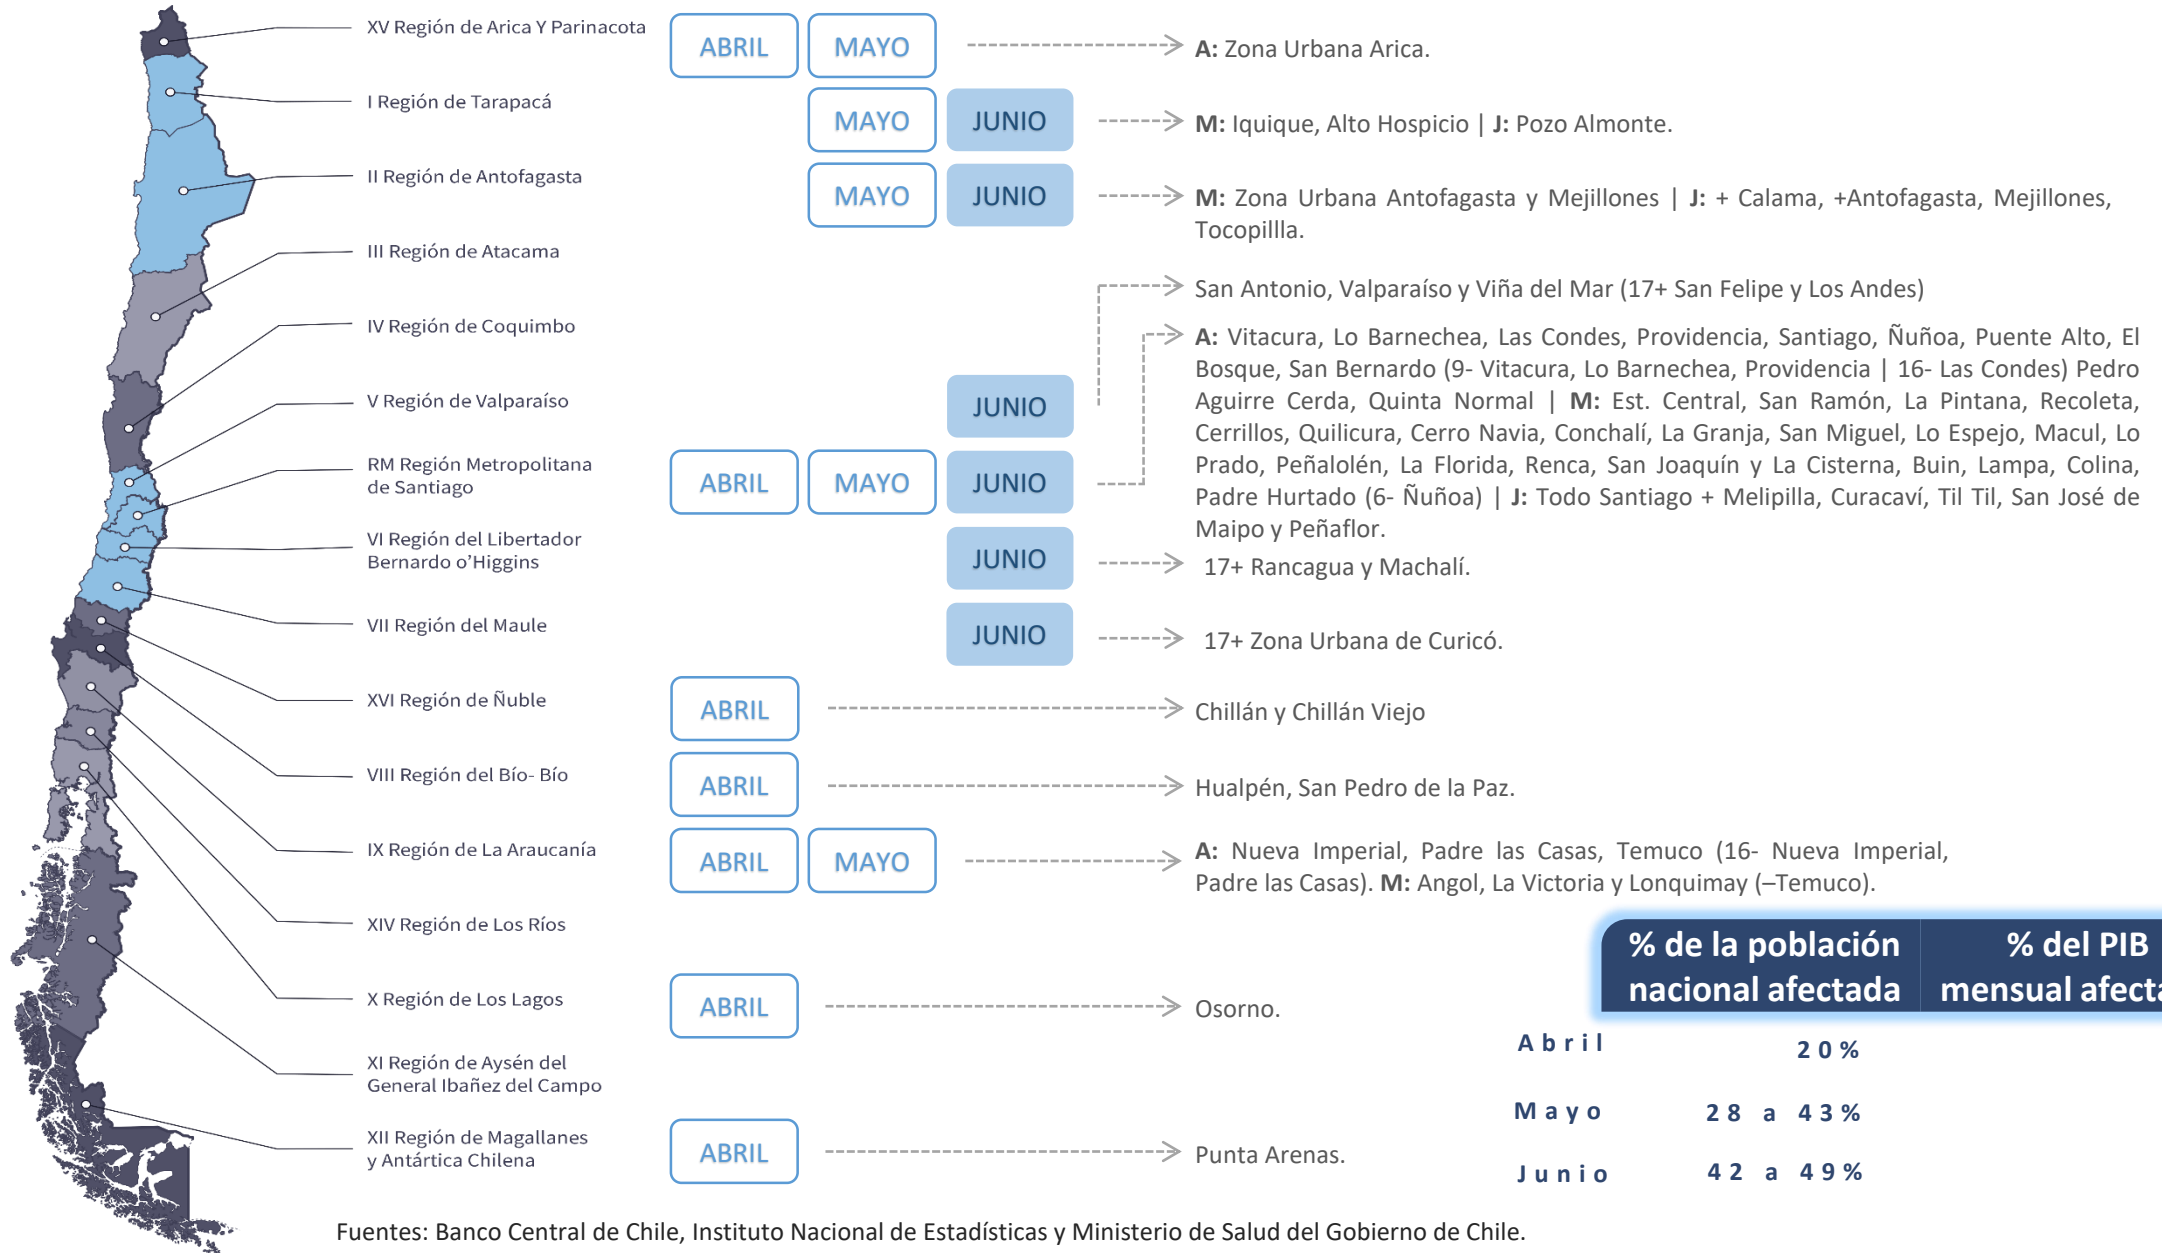 XV Región de Arica Y Parinacota
ABRIL
MAYO
A: Zona Urbana Arica.
I Región de Tarapacá
MAYO
JUNIO
M: Iquique, Alto Hospicio | J: Pozo Almonte.
II Región de Antofagasta
MAYO
JUNIO
M: Zona Urbana Antofagasta y Mejillones | J: + Calama, +Antofagasta, Mejillones,
Tocopillla.
III Región de Atacama
IV Región de Coquimbo
V Región de Valparaíso
JUNIO
San Antonio, Valparaíso y Viña del Mar (17+ San Felipe y Los Andes)
RM Región Metropolitana
de Santiago
ABRIL
MAYO
JUNIO
A: Vitacura, Lo Barnechea, Las Condes, Providencia, Santiago, Ñuñoa, Puente Alto, El
Bosque, San Bernardo (9- Vitacura, Lo Barnechea, Providencia | 16- Las Condes) Pedro
Aguirre Cerda, Quinta Normal | M: Est. Central, San Ramón, La Pintana, Recoleta,
Cerrillos, Quilicura, Cerro Navia, Conchalí, La Granja, San Miguel, Lo Espejo, Macul, Lo
Prado, Peñalolén, La Florida, Renca, San Joaquín y La Cisterna, Buin, Lampa, Colina,
Padre Hurtado (6- Ñuñoa) | J: Todo Santiago + Melipilla, Curacaví, Til Til, San José de
Maipo y Peñaflor.
VI Región del Libertador
Bernardo o'Higgins
JUNIO
17+ Rancagua y Machalí.
VII Región del Maule
JUNIO
17+ Zona Urbana de Curicó.
XVI Región de Ñuble
ABRIL
Chillán y Chillán Viejo
VIII Región del Bío- Bío
ABRIL
Hualpén, San Pedro de la Paz.
IX Región de La Araucanía
ABRIL
MAYO
A: Nueva Imperial, Padre las Casas, Temuco (16- Nueva Imperial,
Padre las Casas). M: Angol, La Victoria y Lonquimay (–Temuco).
XIV Región de Los Ríos
X Región de Los Lagos
ABRIL
Osorno.
XI Región de Aysén del
General Ibañez del Campo
XII Región de Magallanes
y Antártica Chilena
ABRIL
Punta Arenas.
% de la población
nacional afectada
% del PIB
mensual afecta
Abril 20%
Mayo 28 a 43%
Junio 42 a 49%
Fuentes: Banco Central de Chile, Instituto Nacional de Estadísticas y Ministerio de Salud del Gobierno de Chile.